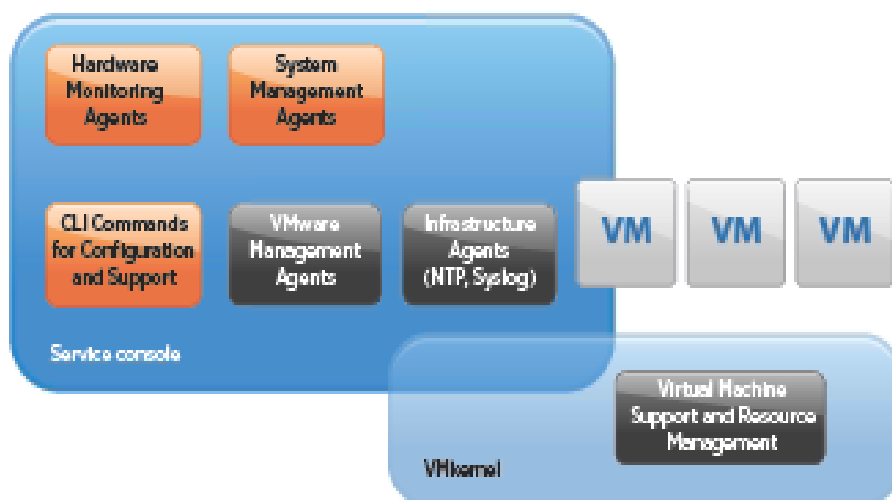 Hardware
Monitoring
Agents
System
Management
Agents
CLI Commands
for Configuration
and Support
VMware
Management
Agents
Infrastructure
Agents
(NTP, Syslog)
VM
VM
VM
Service console
Virtual Machine
Support and Resource
Management
VMkernel